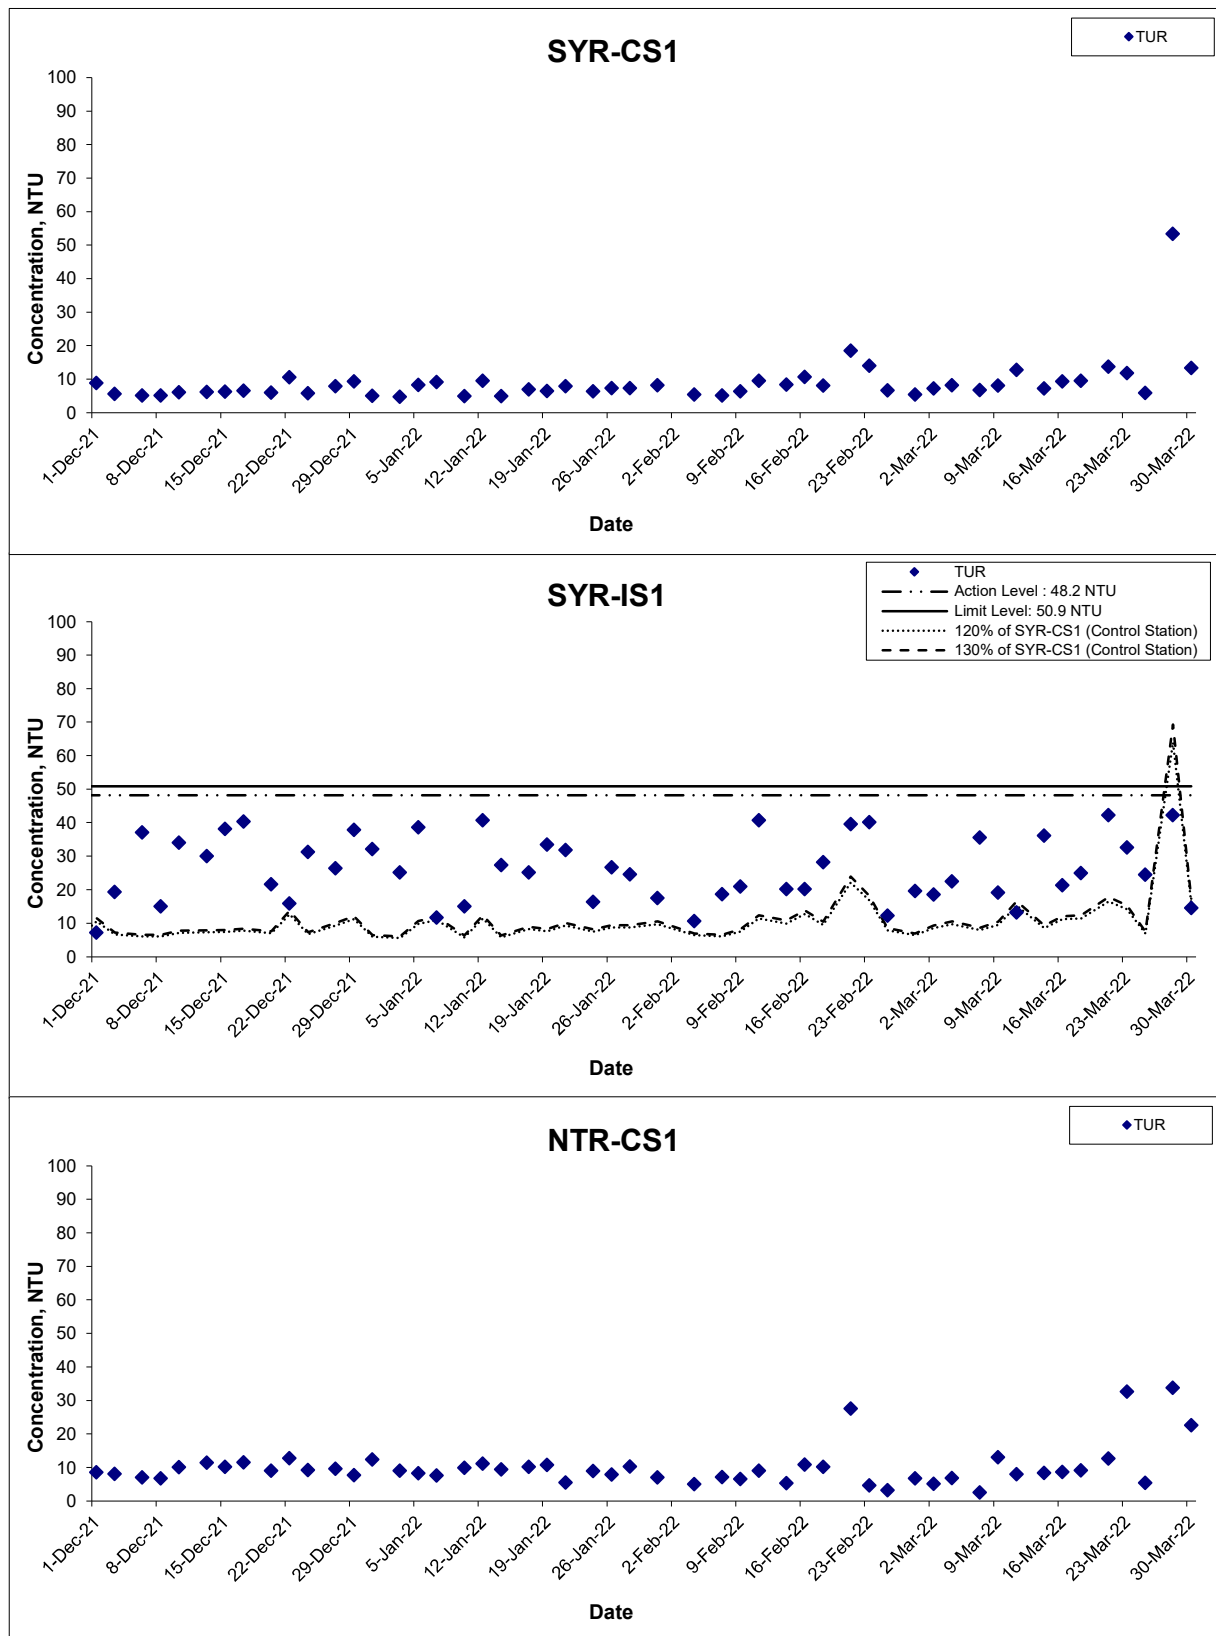 SYR-CS1
TUR
Concentration, NTU
100
90
80
70
60
50
40
30
20
10
0
1-Dec-21
8-Dec-21
15-Dec-21
22-Dec-21
29-Dec-21
5-Jan-22
12-Jan-22
19-Jan-22
26-Jan-22
2-Feb-22
9-Feb-22
16-Feb-22
23-Feb-22
2-Mar-22
9-Mar-22
16-Mar-22
23-Mar-22
30-Mar-22
Date
SYR-IS1
TUR
Action Level : 48.2 NTU
Limit Level: 50.9 NTU
120% of SYR-CS1 (Control Station)
130% of SYR-CS1 (Control Station)
Concentration, NTU
100
90
80
70
60
50
40
30
20
10
0
1-Dec-21
8-Dec-21
15-Dec-21
22-Dec-21
29-Dec-21
5-Jan-22
12-Jan-22
19-Jan-22
26-Jan-22
2-Feb-22
9-Feb-22
16-Feb-22
23-Feb-22
2-Mar-22
9-Mar-22
16-Mar-22
23-Mar-22
30-Mar-22
Date
NTR-CS1
TUR
Concentration, NTU
100
90
80
70
60
50
40
30
20
10
0
1-Dec-21
8-Dec-21
15-Dec-21
22-Dec-21
29-Dec-21
5-Jan-22
12-Jan-22
19-Jan-22
26-Jan-22
2-Feb-22
9-Feb-22
16-Feb-22
23-Feb-22
2-Mar-22
9-Mar-22
16-Mar-22
23-Mar-22
30-Mar-22
Date